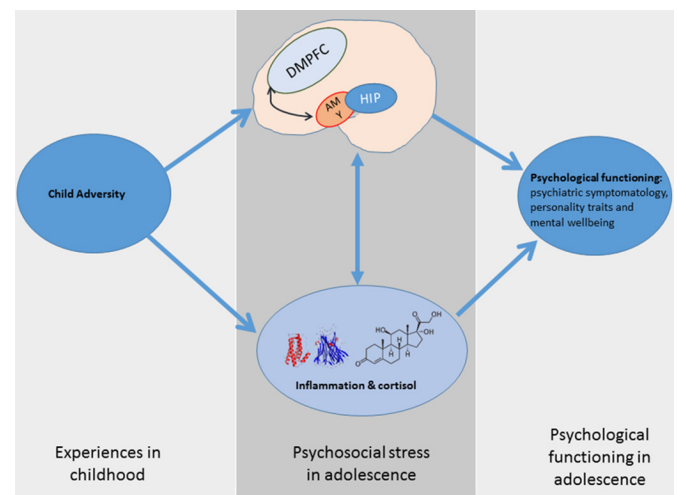 DMPFC
AM
Y
HIP
Child Adversity
Psychological functioning:
psychiatric symptomatology,
personality traits and
mental wellbeing
O
OH
HO
OH
H
H
H
O
Inflammation & cortisol
Experiences in
childhood
Psychosocial stress
in adolescence
Psychological
functioning in
adolescence